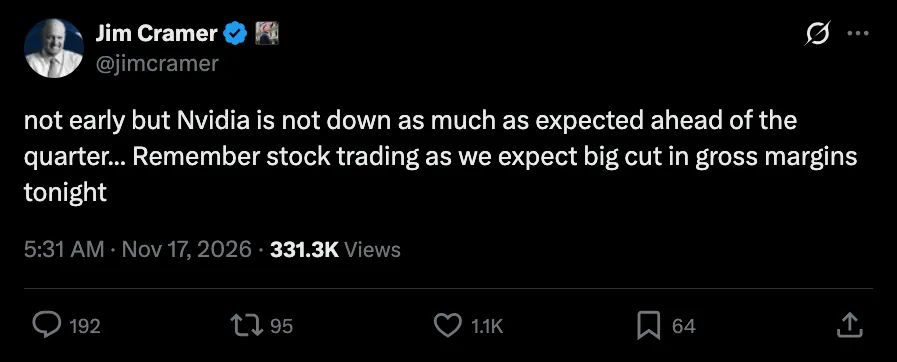 Jim Cramer
@jimcramer
not early but Nvidia is not down as much as expected ahead of the
quarter... Remember stock trading as we expect big cut in gross margins
tonight
5:31 AM · Nov 17, 2026 · 331.3K Views
192 95 1.1K 64